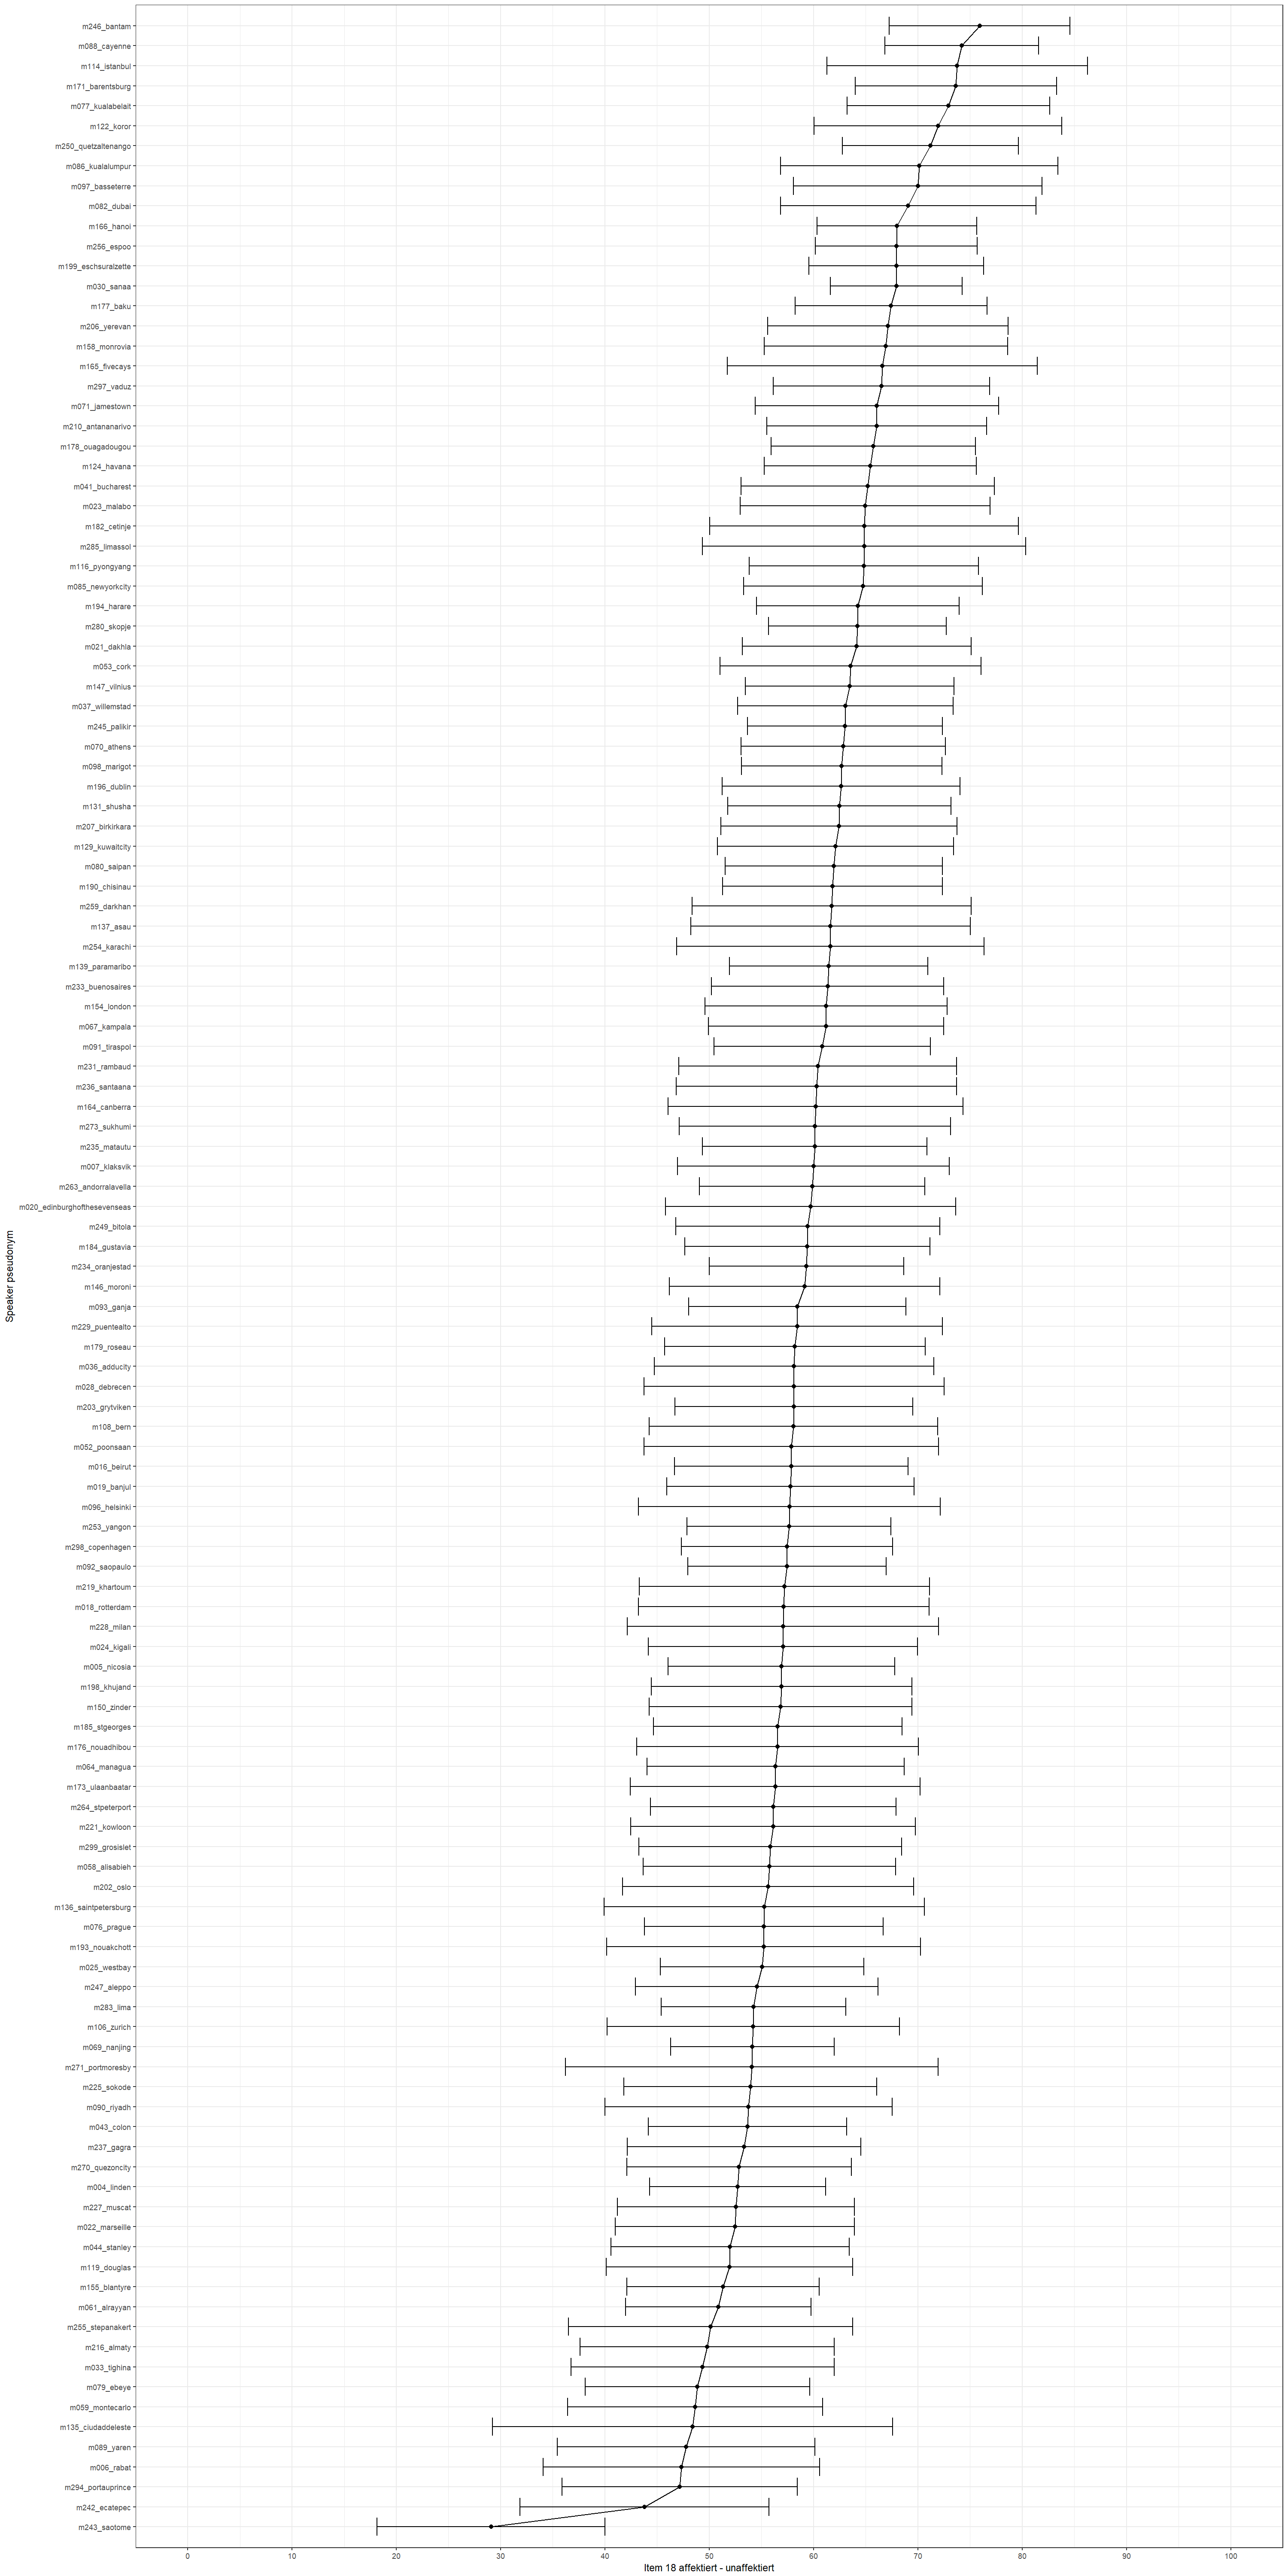 m246_bantam
m088_cayenne
m114_istanbul
m171_barentsburg
m077_kualabelait
m122_koror
m250_quetzaltenango
m086_kualalumpur
m097_basseterre
m082_dubai
m166_hanoi
m256_espoo
m199_eschsuralzette
m030_sanaa
m177_baku
m206_yerevan
m158_monrovia
m165_fivecays
m297_vaduz
m071_jamestown
m210_antananarivo
m178_ouagadougou
m124_havana
m041_bucharest
m023_malabo
m182_cetinje
m285_limassol
m116_pyongyang
m085_newyorkcity
m194_harare
m280_skopje
m021_dakhla
m053_cork
m147_vilnius
m037_willemstad
m245_palikir
m070_athens
m098_marigot
m196_dublin
m131_shusha
m207_birkirkara
m129_kuwaitcity
m080_saipan
m190_chisinau
m259_darkhan
m137_asau
m254_karachi
m139_paramaribo
m233_buenosaires
m154_london
m067_kampala
m091_tiraspol
m231_rambaud
m236_santaana
m164_canberra
m273_sukhumi
m235_matautu
m007_klaksvik
m263_andorralavella
m020_edinburghofthesevenseas
m249_bitola
m184_gustavia
m234_oranjestad
m146_moroni
m093_ganja
m229_puentealto
m179_roseau
m036_adducity
m028_debrecen
m203_grytviken
m108_bern
m052_poonsaan
m016_beirut
m019_banjul
m096_helsinki
m253_yangon
m298_copenhagen
m092_saopaulo
m219_khartoum
m018_rotterdam
m228_milan
m024_kigali
m005_nicosia
m198_khujand
m150_zinder
m185_stgeorges
m176_nouadhibou
m064_managua
m173_ulaanbaatar
m264_stpeterport
m221_kowloon
m299_grosislet
m058_alisabieh
m202_oslo
m136_saintpetersburg
m076_prague
m193_nouakchott
m025_westbay
m247_aleppo
m283_lima
m106_zurich
m069_nanjing
m271_portmoresby
m225_sokode
m090_riyadh
m043_colon
m237_gagra
m270_quezoncity
m004_linden
m227_muscat
m022_marseille
m044_stanley
m119_douglas
m155_blantyre
m061_alrayyan
m255_stepanakert
m216_almaty
m033_tighina
m079_ebeye
m059_montecarlo
m135_ciudaddeleste
m089_yaren
m006_rabat
m294_portauprince
m242_ecatepec
m243_saotome
Speaker pseudonym
0 10 20 30 40 50 60 70 80 90 100
Item 18 affektiert - unaffektiert